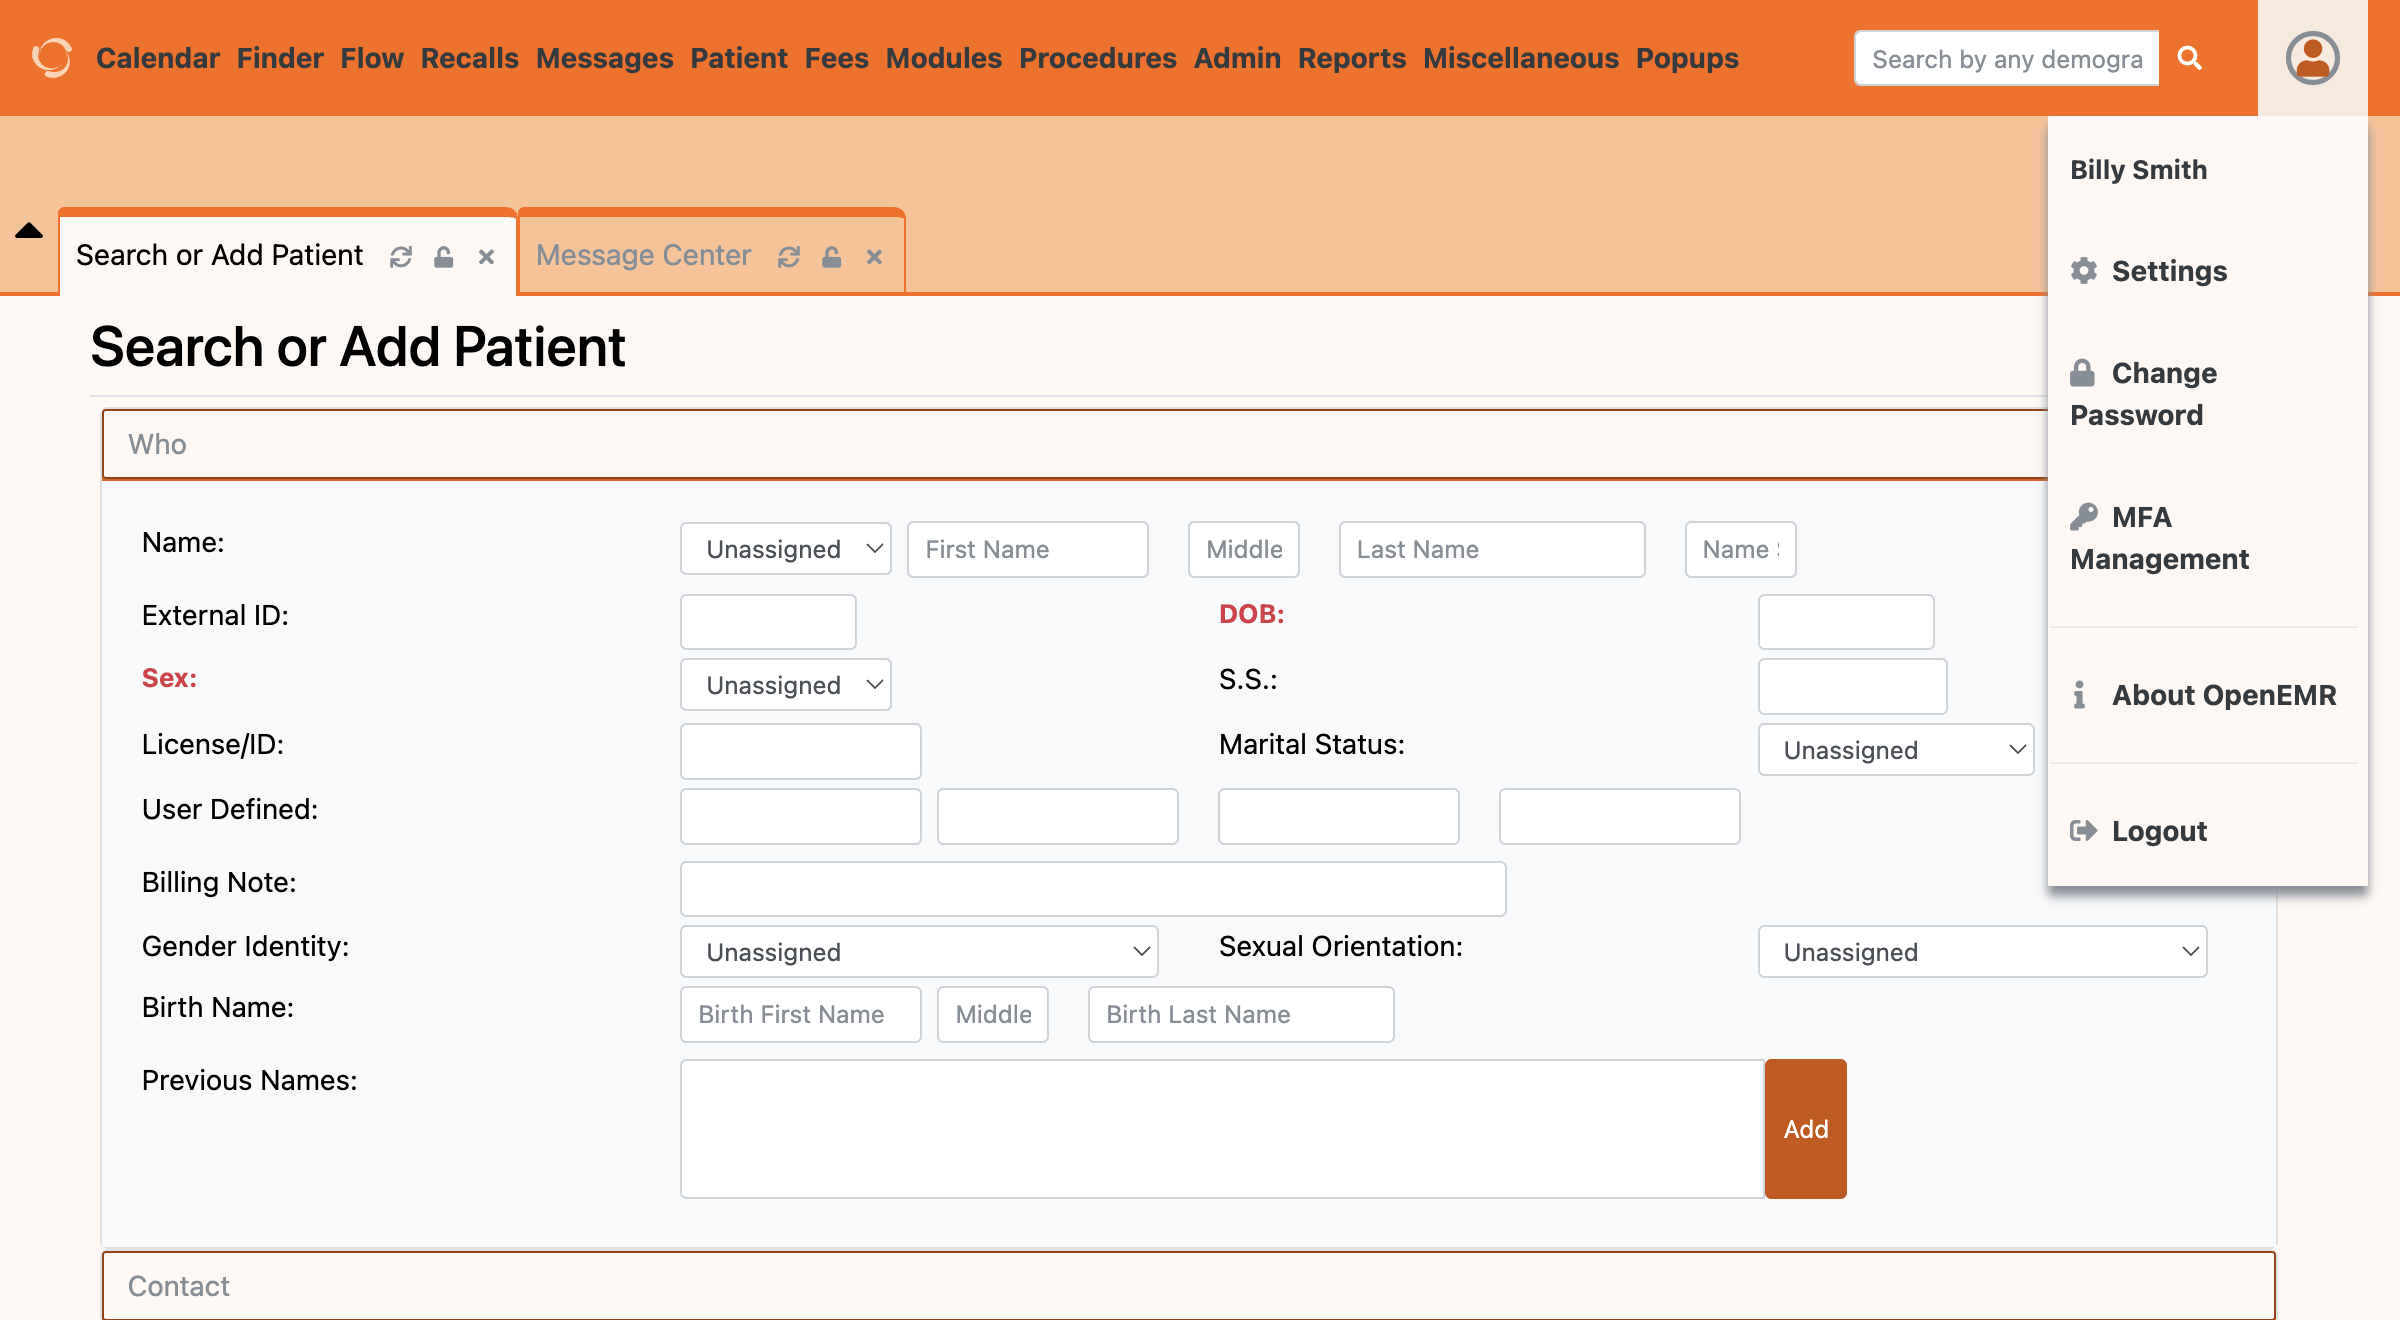 Calendar Finder Flow Recalls Messages Patient Fees Modules Procedures Admin Reports Miscellaneous Popups
Search by any demogra
Billy Smith
Settings
Change
Password
MFA
Management
About OpenEMR
Logout
Search or Add Patient
Message Center
Search or Add Patient
Who
Name: Unassigned First Name Middle Last Name Name
External ID: DOB:
Sex: Unassigned S.S.:
License/ID: Marital Status: Unassigned
User Defined:
Billing Note:
Gender Identity: Unassigned Sexual Orientation: Unassigned
Birth Name: Birth First Name Middle Birth Last Name
Previous Names: Add
Contact